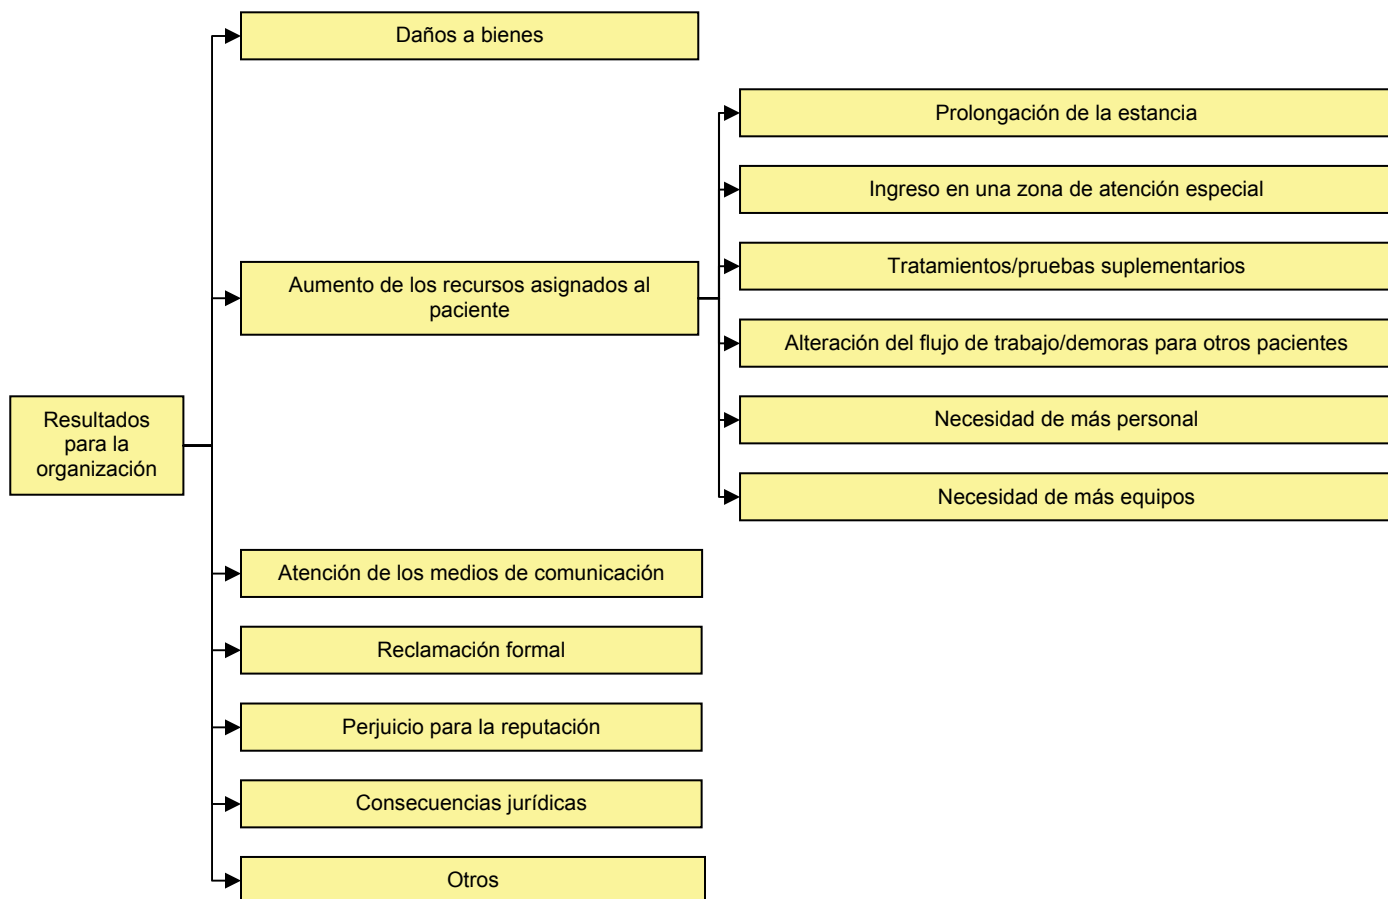 Daños a bienes
Prolongación de la estancia
Ingreso en una zona de atención especial
Tratamientos/pruebas suplementarios
Aumento de los recursos asignados al
paciente
Alteración del flujo de trabajo/demoras para otros pacientes
Necesidad de más personal
Necesidad de más equipos
Resultados
para la
organización
Atención de los medios de comunicación
Reclamación formal
Perjuicio para la reputación
Consecuencias jurídicas
Otros